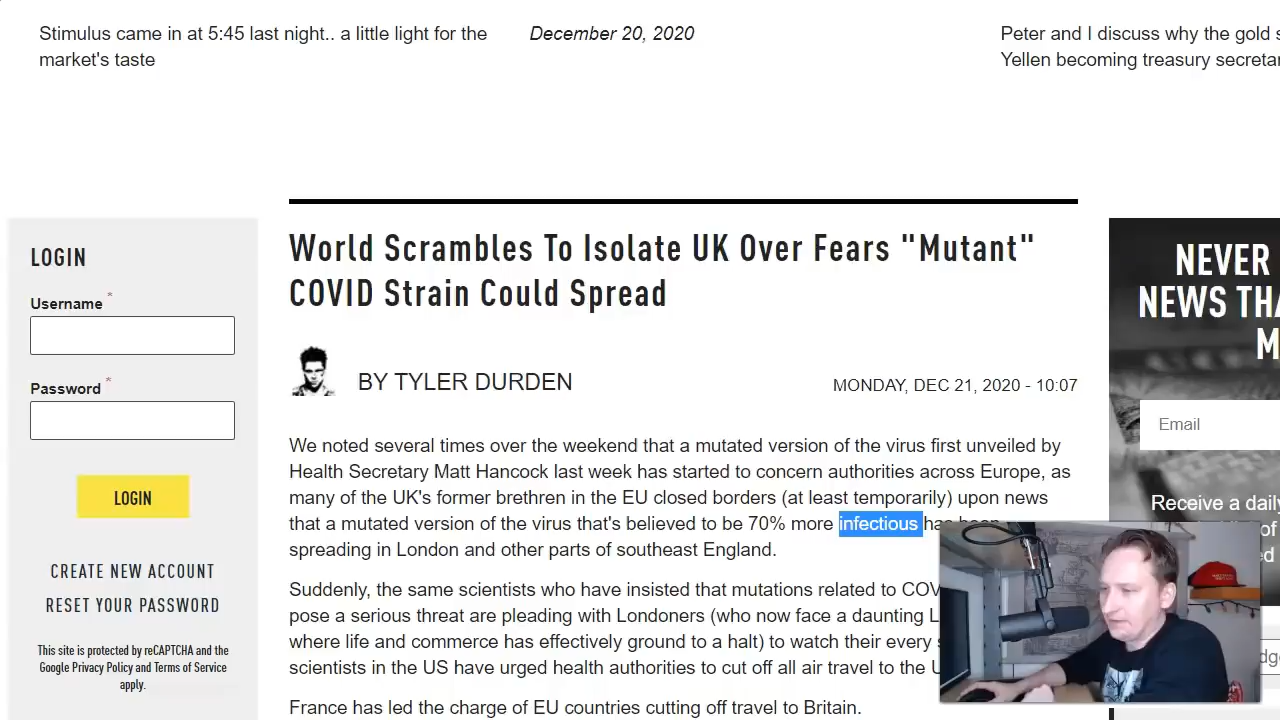 Stimulus came in at 5:45 last night.. a little light for the
market's taste
December 20, 2020
Peter and I discuss why the gold
Yellen becoming treasury
LOGIN
Username *
Password *
LOGIN
CREATE NEW ACCOUNT
RESET YOUR PASSWORD
This site is protected by reCAPTCHA and the
Google Privacy Policy and Terms of Service
apply.
World Scrambles To Isolate UK Over Fears "Mutant"
COVID Strain Could Spread
BY TYLER DURDEN
MONDAY, DEC 21, 2020 - 10:07
We noted several times over the weekend that a mutated version of the virus first unveiled by
Health Secretary Matt Hancock last week has started to concern authorities across Europe, as
many of the UK's former brethren in the EU closed borders (at least temporarily) upon news
that a mutated version of the virus that's believed to be 70% more infectious has been
spreading in London and other parts of southeast England.
Suddenly, the same scientists who have insisted that mutations related to
pose a serious threat are pleading with Londoners (who now face a daunting
where life and commerce has effectively ground to a halt) to watch their every
scientists in the US have urged health authorities to cut off all air travel to the
France has led the charge of EU countries cutting off travel to Britain.
NEVER
NEWS
Email
Receive a
of